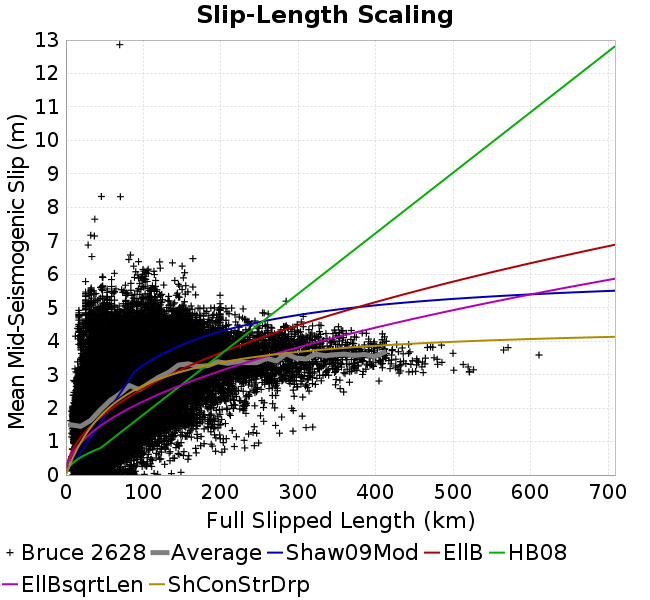 Slip-Length Scaling
Mean Mid-Seismogenic Slip (m)
13
12
11
10
9
8
7
6
5
4
3
2
1
0
0 100 200 300 400 500 600 700
Full Slipped Length (km)
Bruce 2628 Average Shaw09Mod EllB HB08
EllBsqrtLen ShConStrDrp